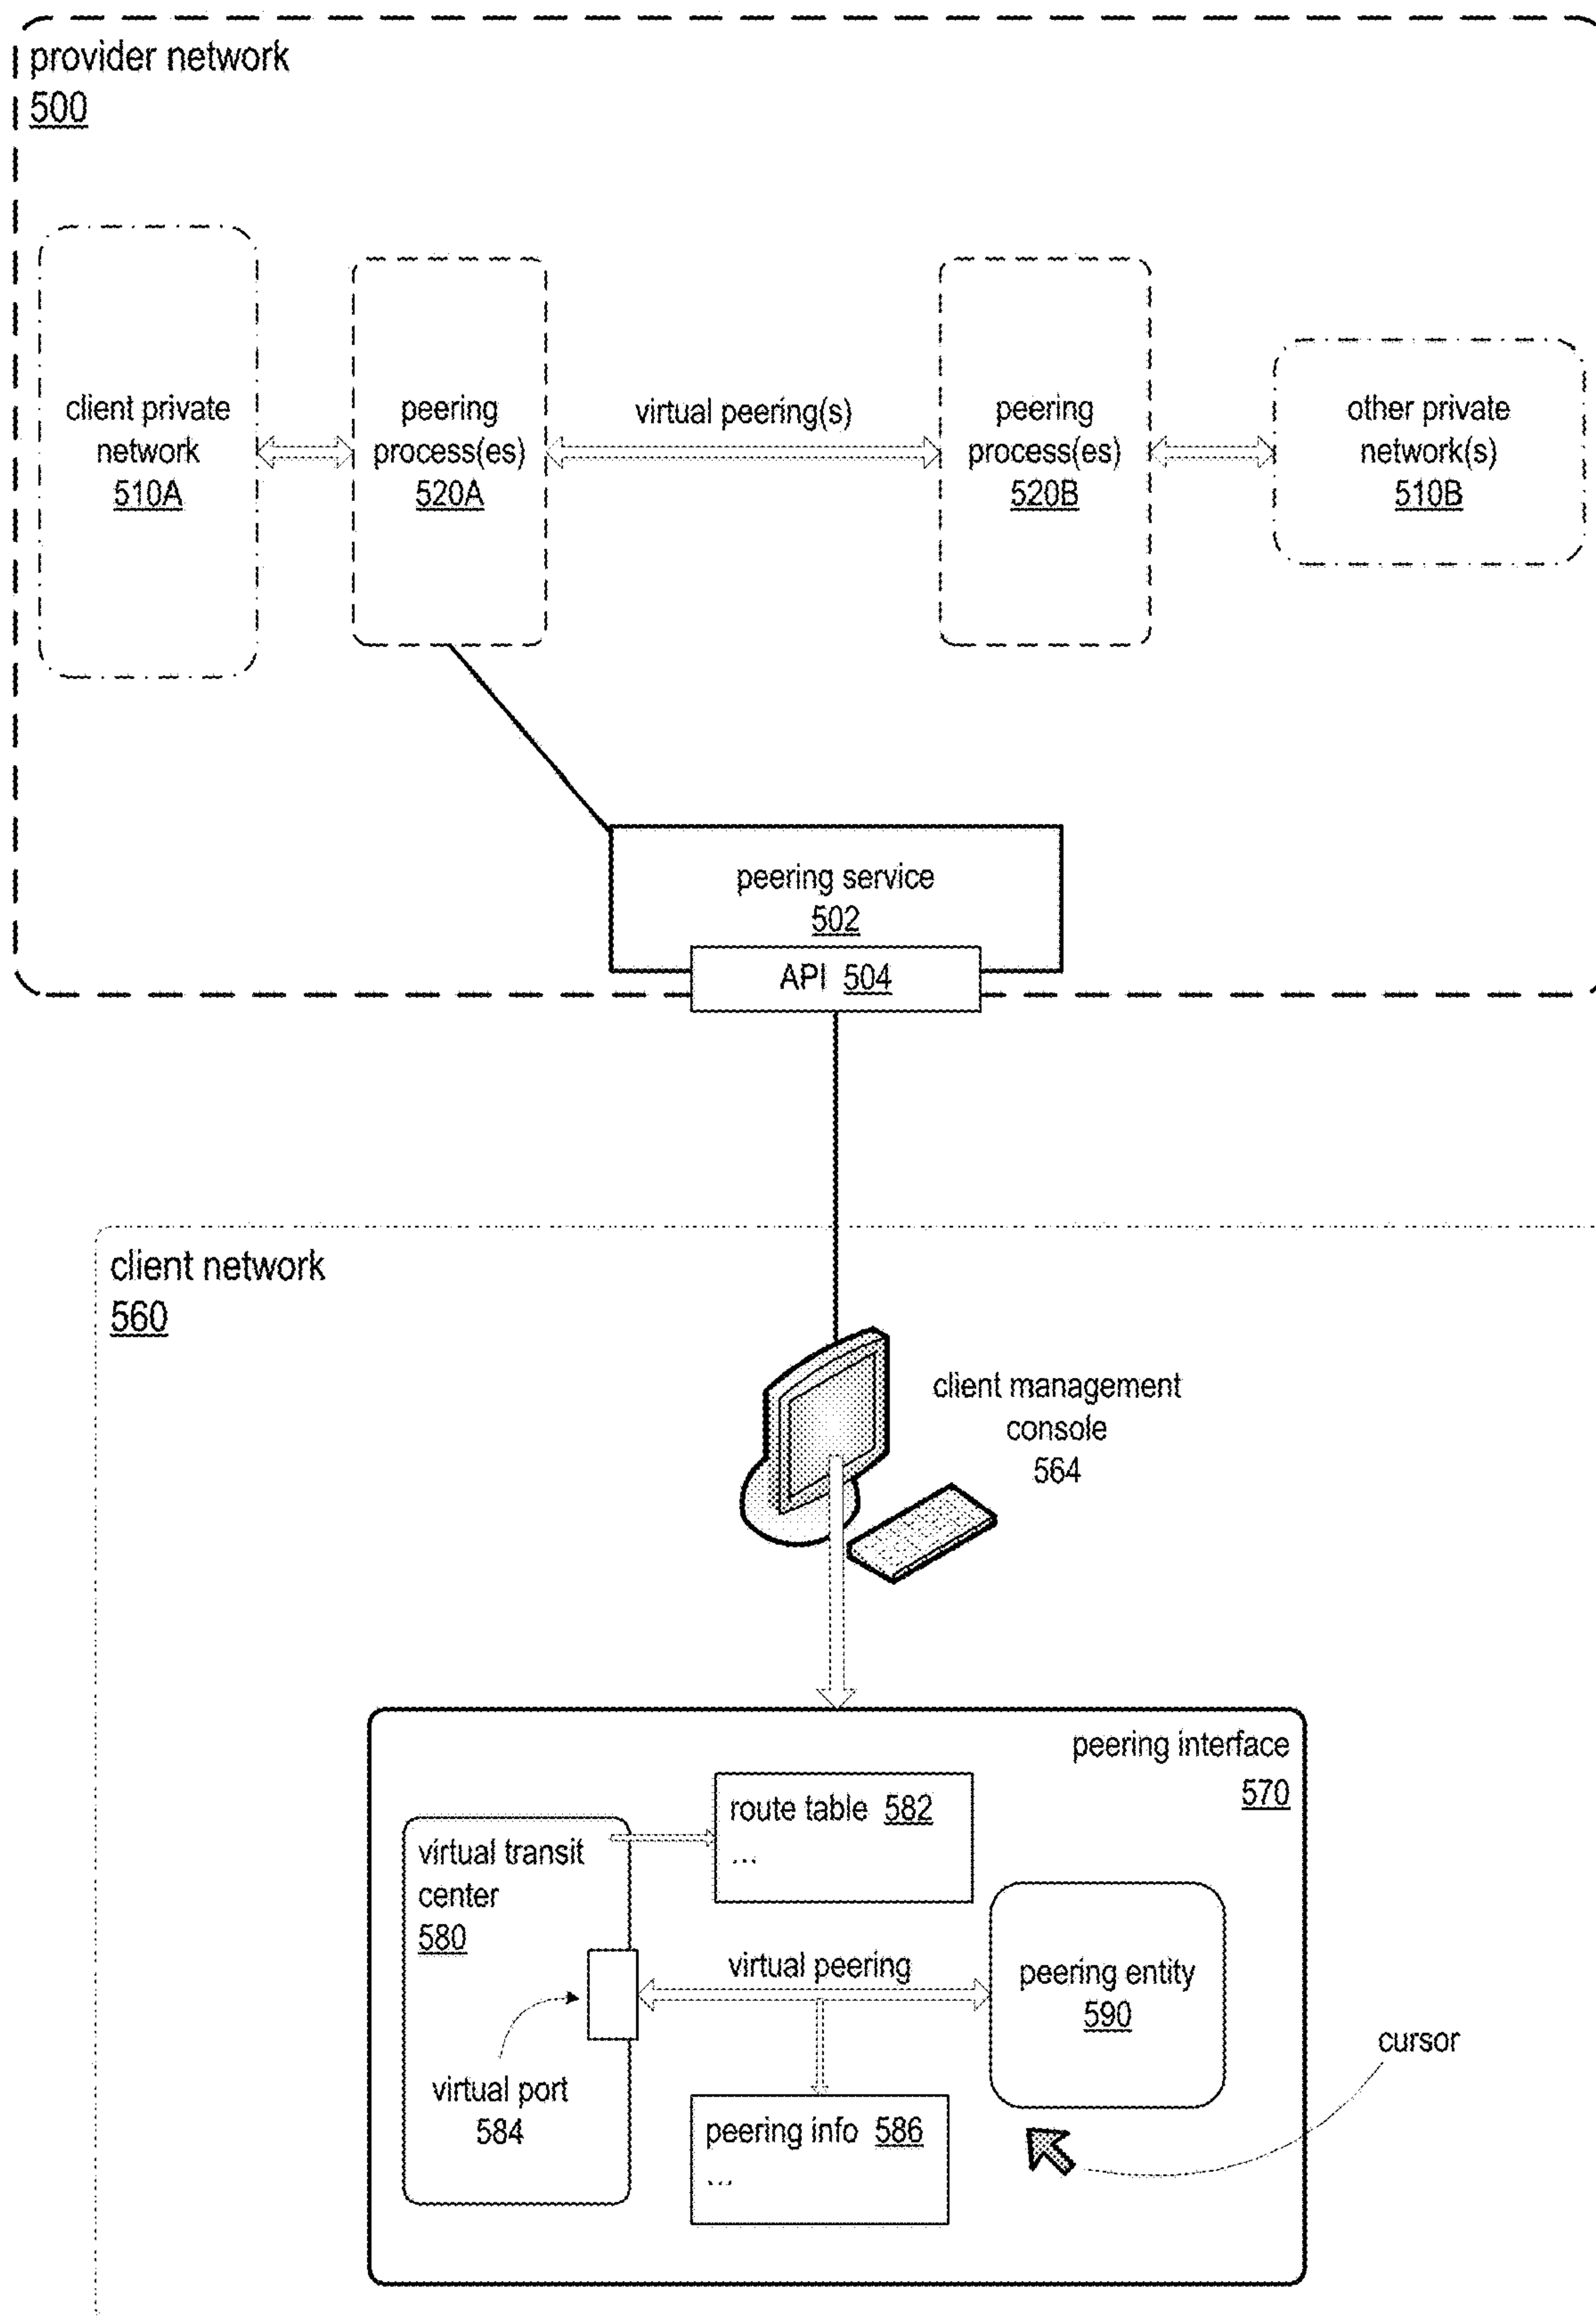 provider network
500
client private
network
510A
peering
process(es)
520A
virtual peering(s)
peering
process(es)
520B
other private
network(s)
510B
peering service
502
API 504
client network
560
client management
console
564
peering interface
570
route table 582
...
virtual transit
center
580
virtual peering
peering entity
590
virtual port
584
peering info 586
...
cursor